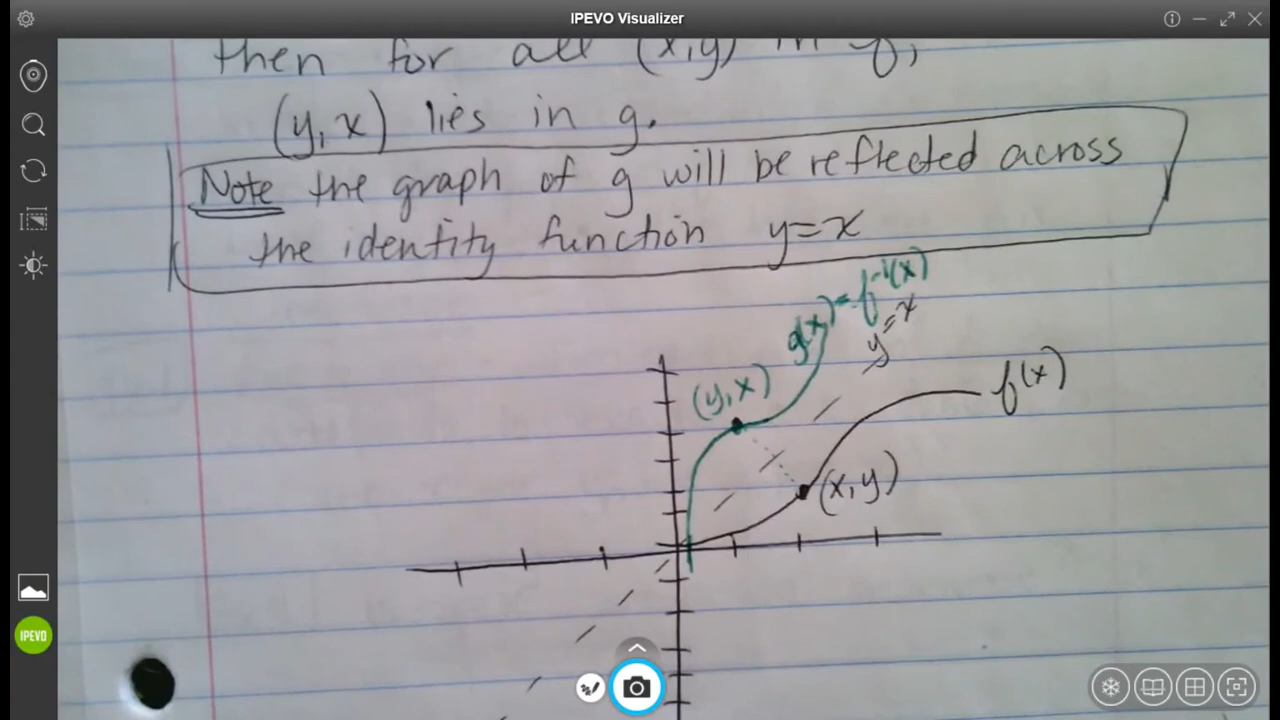 IPEVO Visualizer
then for all (x,y) in f,
(y,x) lies in g.
Note the graph of g will be reflected across
the identity function y=x
g(x)=f⁻¹(x)
y=x
(y,x)
f(x)
(x,y)
IPEVO